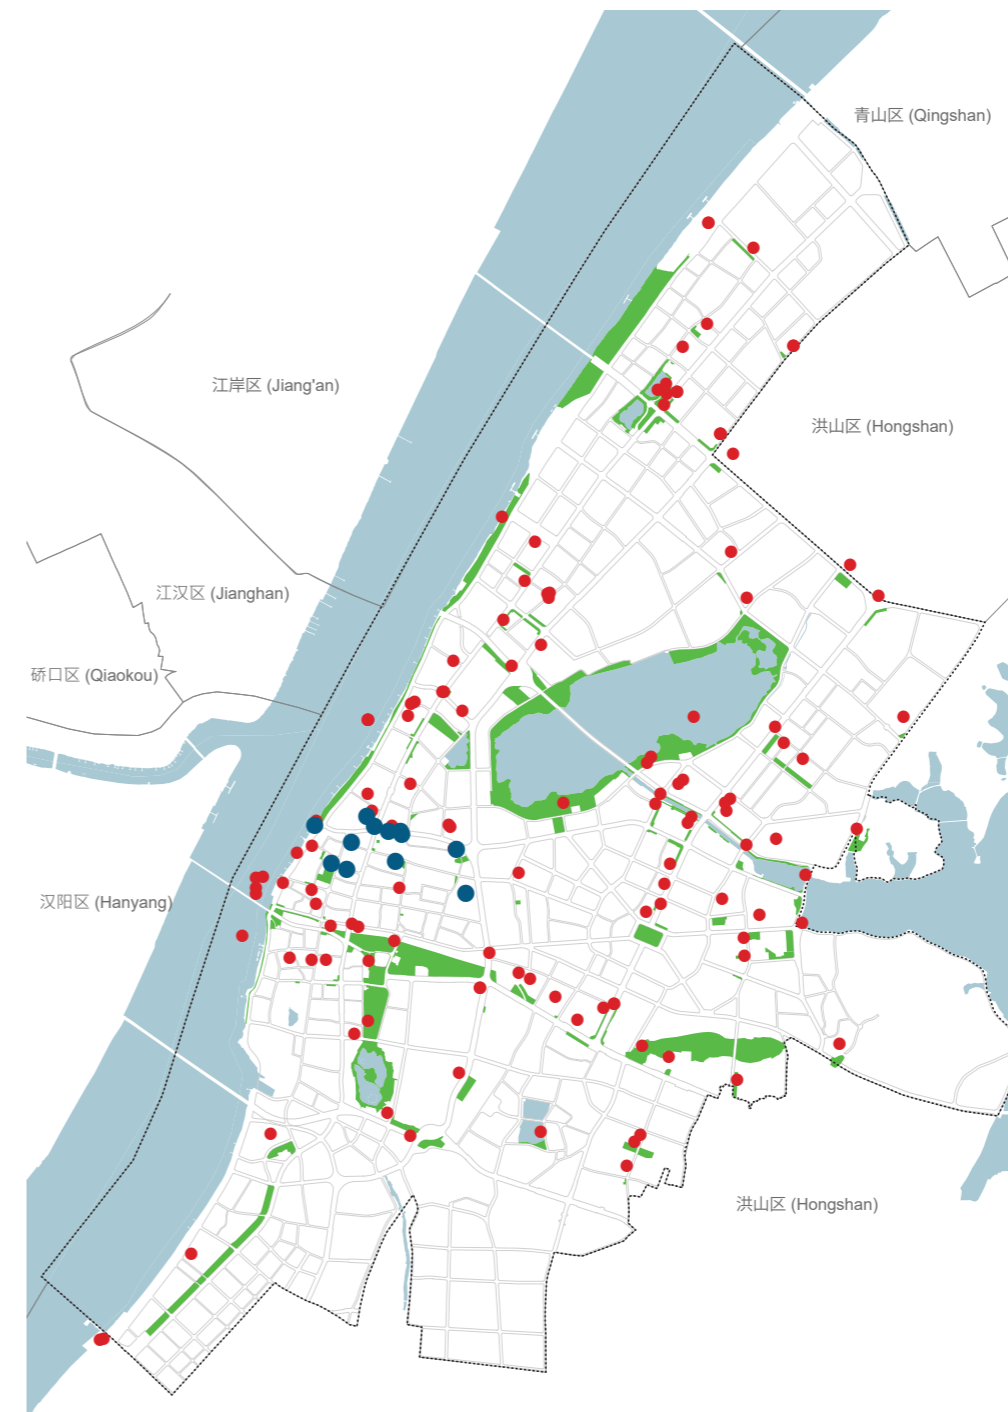 青山区 (Qingshan)
江岸区 (Jiang'an)
洪山区 (Hongshan)
江汉区 (Jianghan)
硚口区 (Qiaokou)
汉阳区 (Hanyang)
洪山区 (Hongshan)